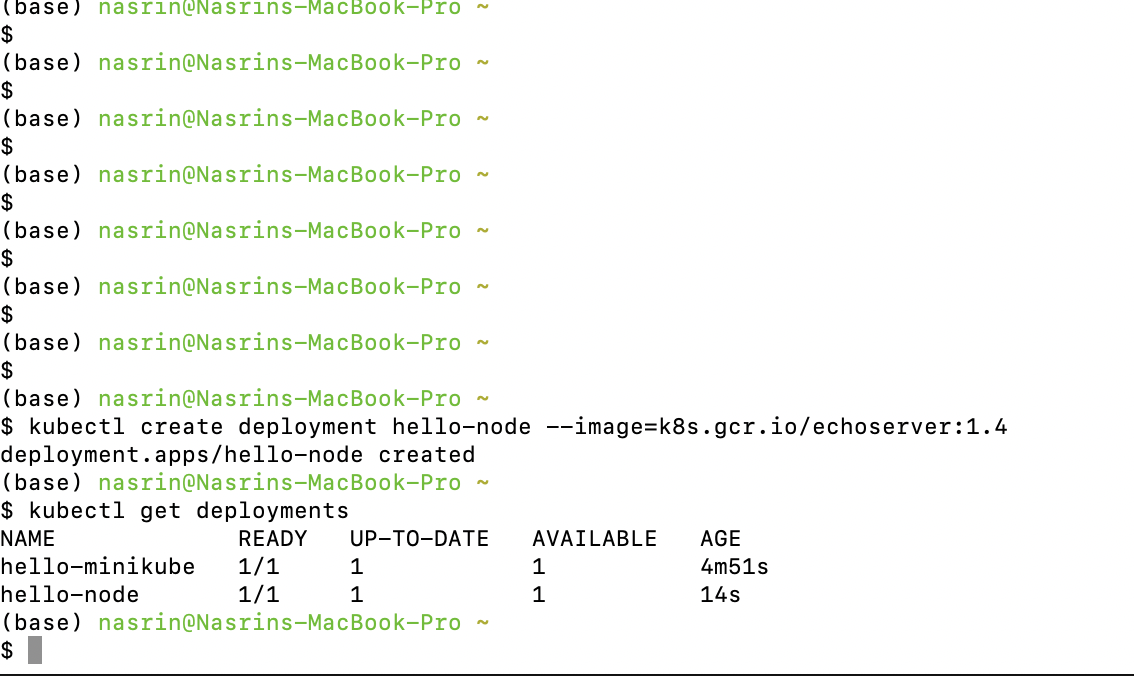 (base) nasrin@Nasrins-MacBook-Pro ~
$
(base) nasrin@Nasrins-MacBook-Pro ~
$
(base) nasrin@Nasrins-MacBook-Pro ~
$
(base) nasrin@Nasrins-MacBook-Pro ~
$
(base) nasrin@Nasrins-MacBook-Pro ~
$
(base) nasrin@Nasrins-MacBook-Pro ~
$
(base) nasrin@Nasrins-MacBook-Pro ~
$
(base) nasrin@Nasrins-MacBook-Pro ~
$ kubectl create deployment hello-node --image=k8s.gcr.io/echoserver:1.4
deployment.apps/hello-node created
(base) nasrin@Nasrins-MacBook-Pro ~
$ kubectl get deployments
NAME             READY   UP-TO-DATE   AVAILABLE   AGE
hello-minikube   1/1     1            1           4m51s
hello-node       1/1     1            1           14s
(base) nasrin@Nasrins-MacBook-Pro ~
$